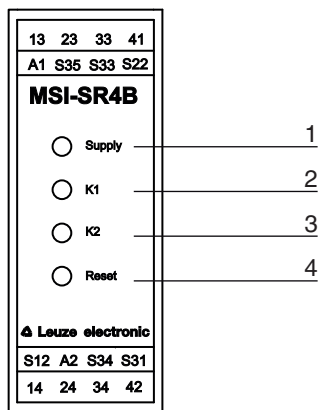 13 23 33 41
A1 S35 S33 S22
MSI-SR4B
Supply 1
K1 2
K2 3
Reset 4
Leuze electronic
S12 A2 S34 S31
14 24 34 42